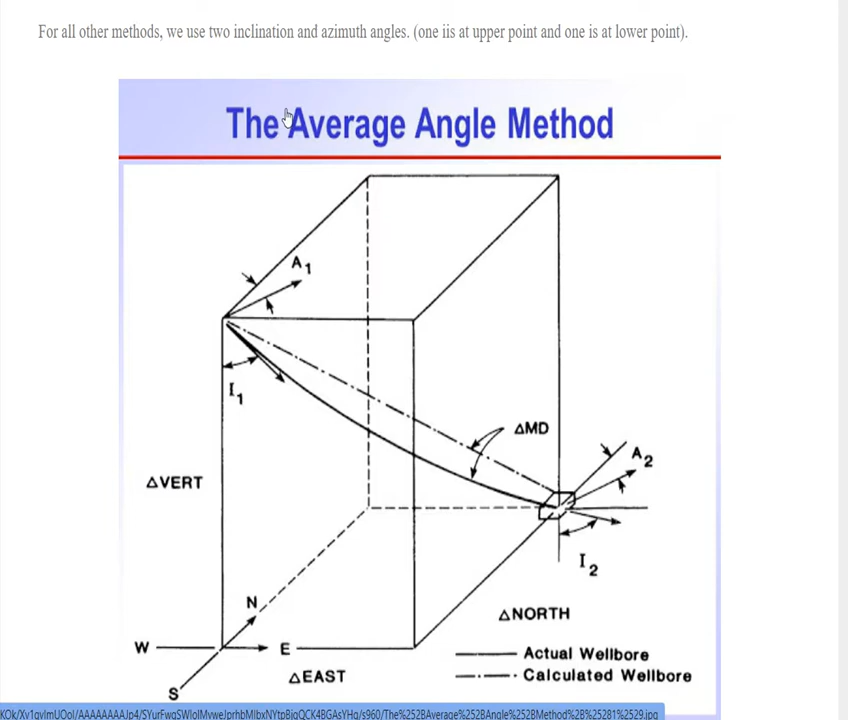 For all other methods, we use two inclination and azimuth angles. (one iis at upper point and one is at lower point).
The Average Angle Method
A1
I1
ΔMD
A2
ΔVERT
I2
N
ΔNORTH
W
E
Actual Wellbore
ΔEAST
Calculated Wellbore
S